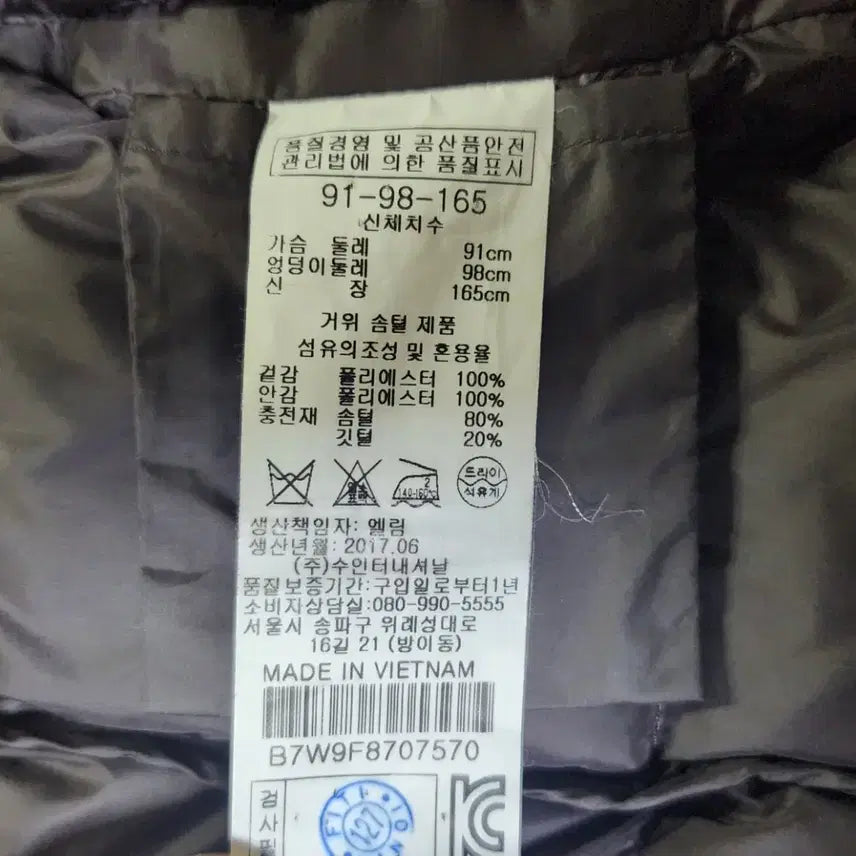 품질경영 및 공산품안전
관리법에 의한 품질표시
91-98-165
신체치수
가슴 둘레 91cm
엉덩이둘레 98cm
신 장 165cm
거위 솜털 제품
섬유의조성 및 혼용율
겉감 폴리에스터 100%
안감 폴리에스터 100%
충전재 솜털 80%
깃털 20%
2
140-160℃
드라이
석유계
생산책임자: 엘림
생산년월: 2017.06
(주)수인터내셔날
품질보증기간:구입일로부터1년
소비자상담실:080-990-5555
서울시 송파구 위례성대로
16길 21 (방이동)
MADE IN VIETNAM
B7W9F8707570
검사필
FITI
127